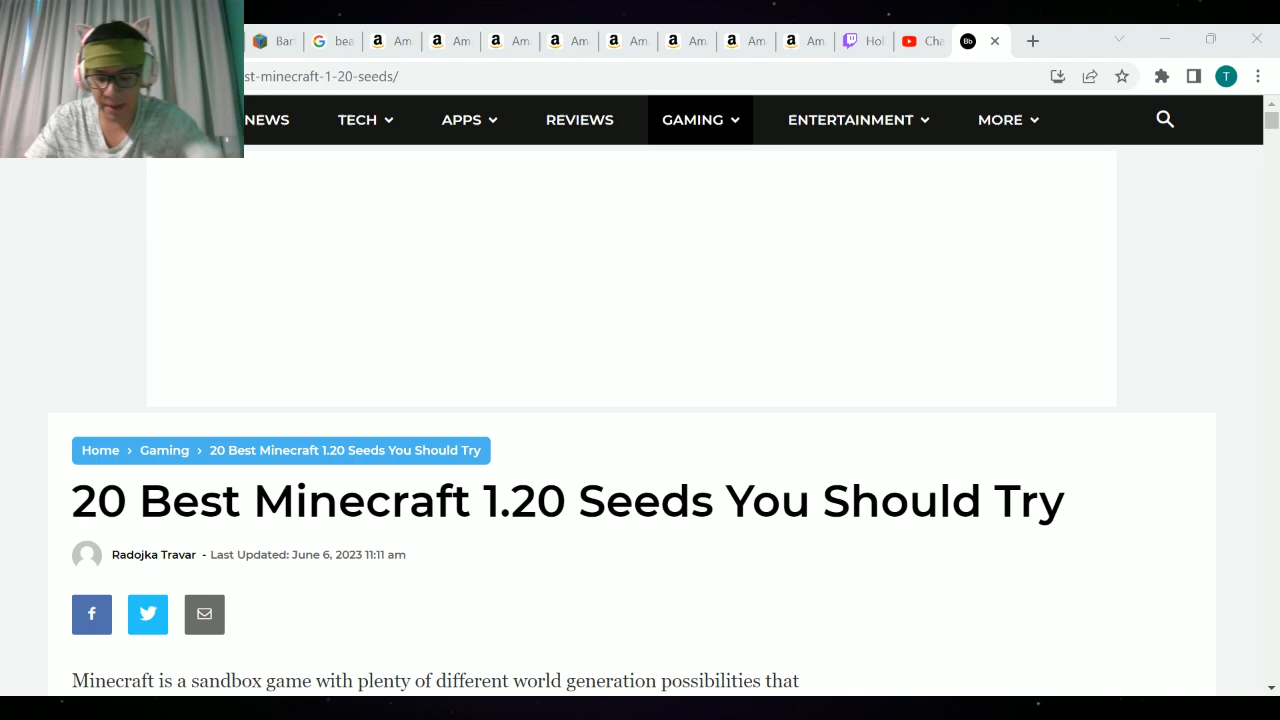 Bar
bea
Am
Am
Am
Am
Am
Am
Am
Am
Hol
Cha
Bb
st-minecraft-1-20-seeds/
T
NEWS
TECH
APPS
REVIEWS
GAMING
ENTERTAINMENT
MORE
Home › Gaming › 20 Best Minecraft 1.20 Seeds You Should Try
20 Best Minecraft 1.20 Seeds You Should Try
Radojka Travar - Last Updated: June 6, 2023 11:11 am
Minecraft is a sandbox game with plenty of different world generation possibilities that